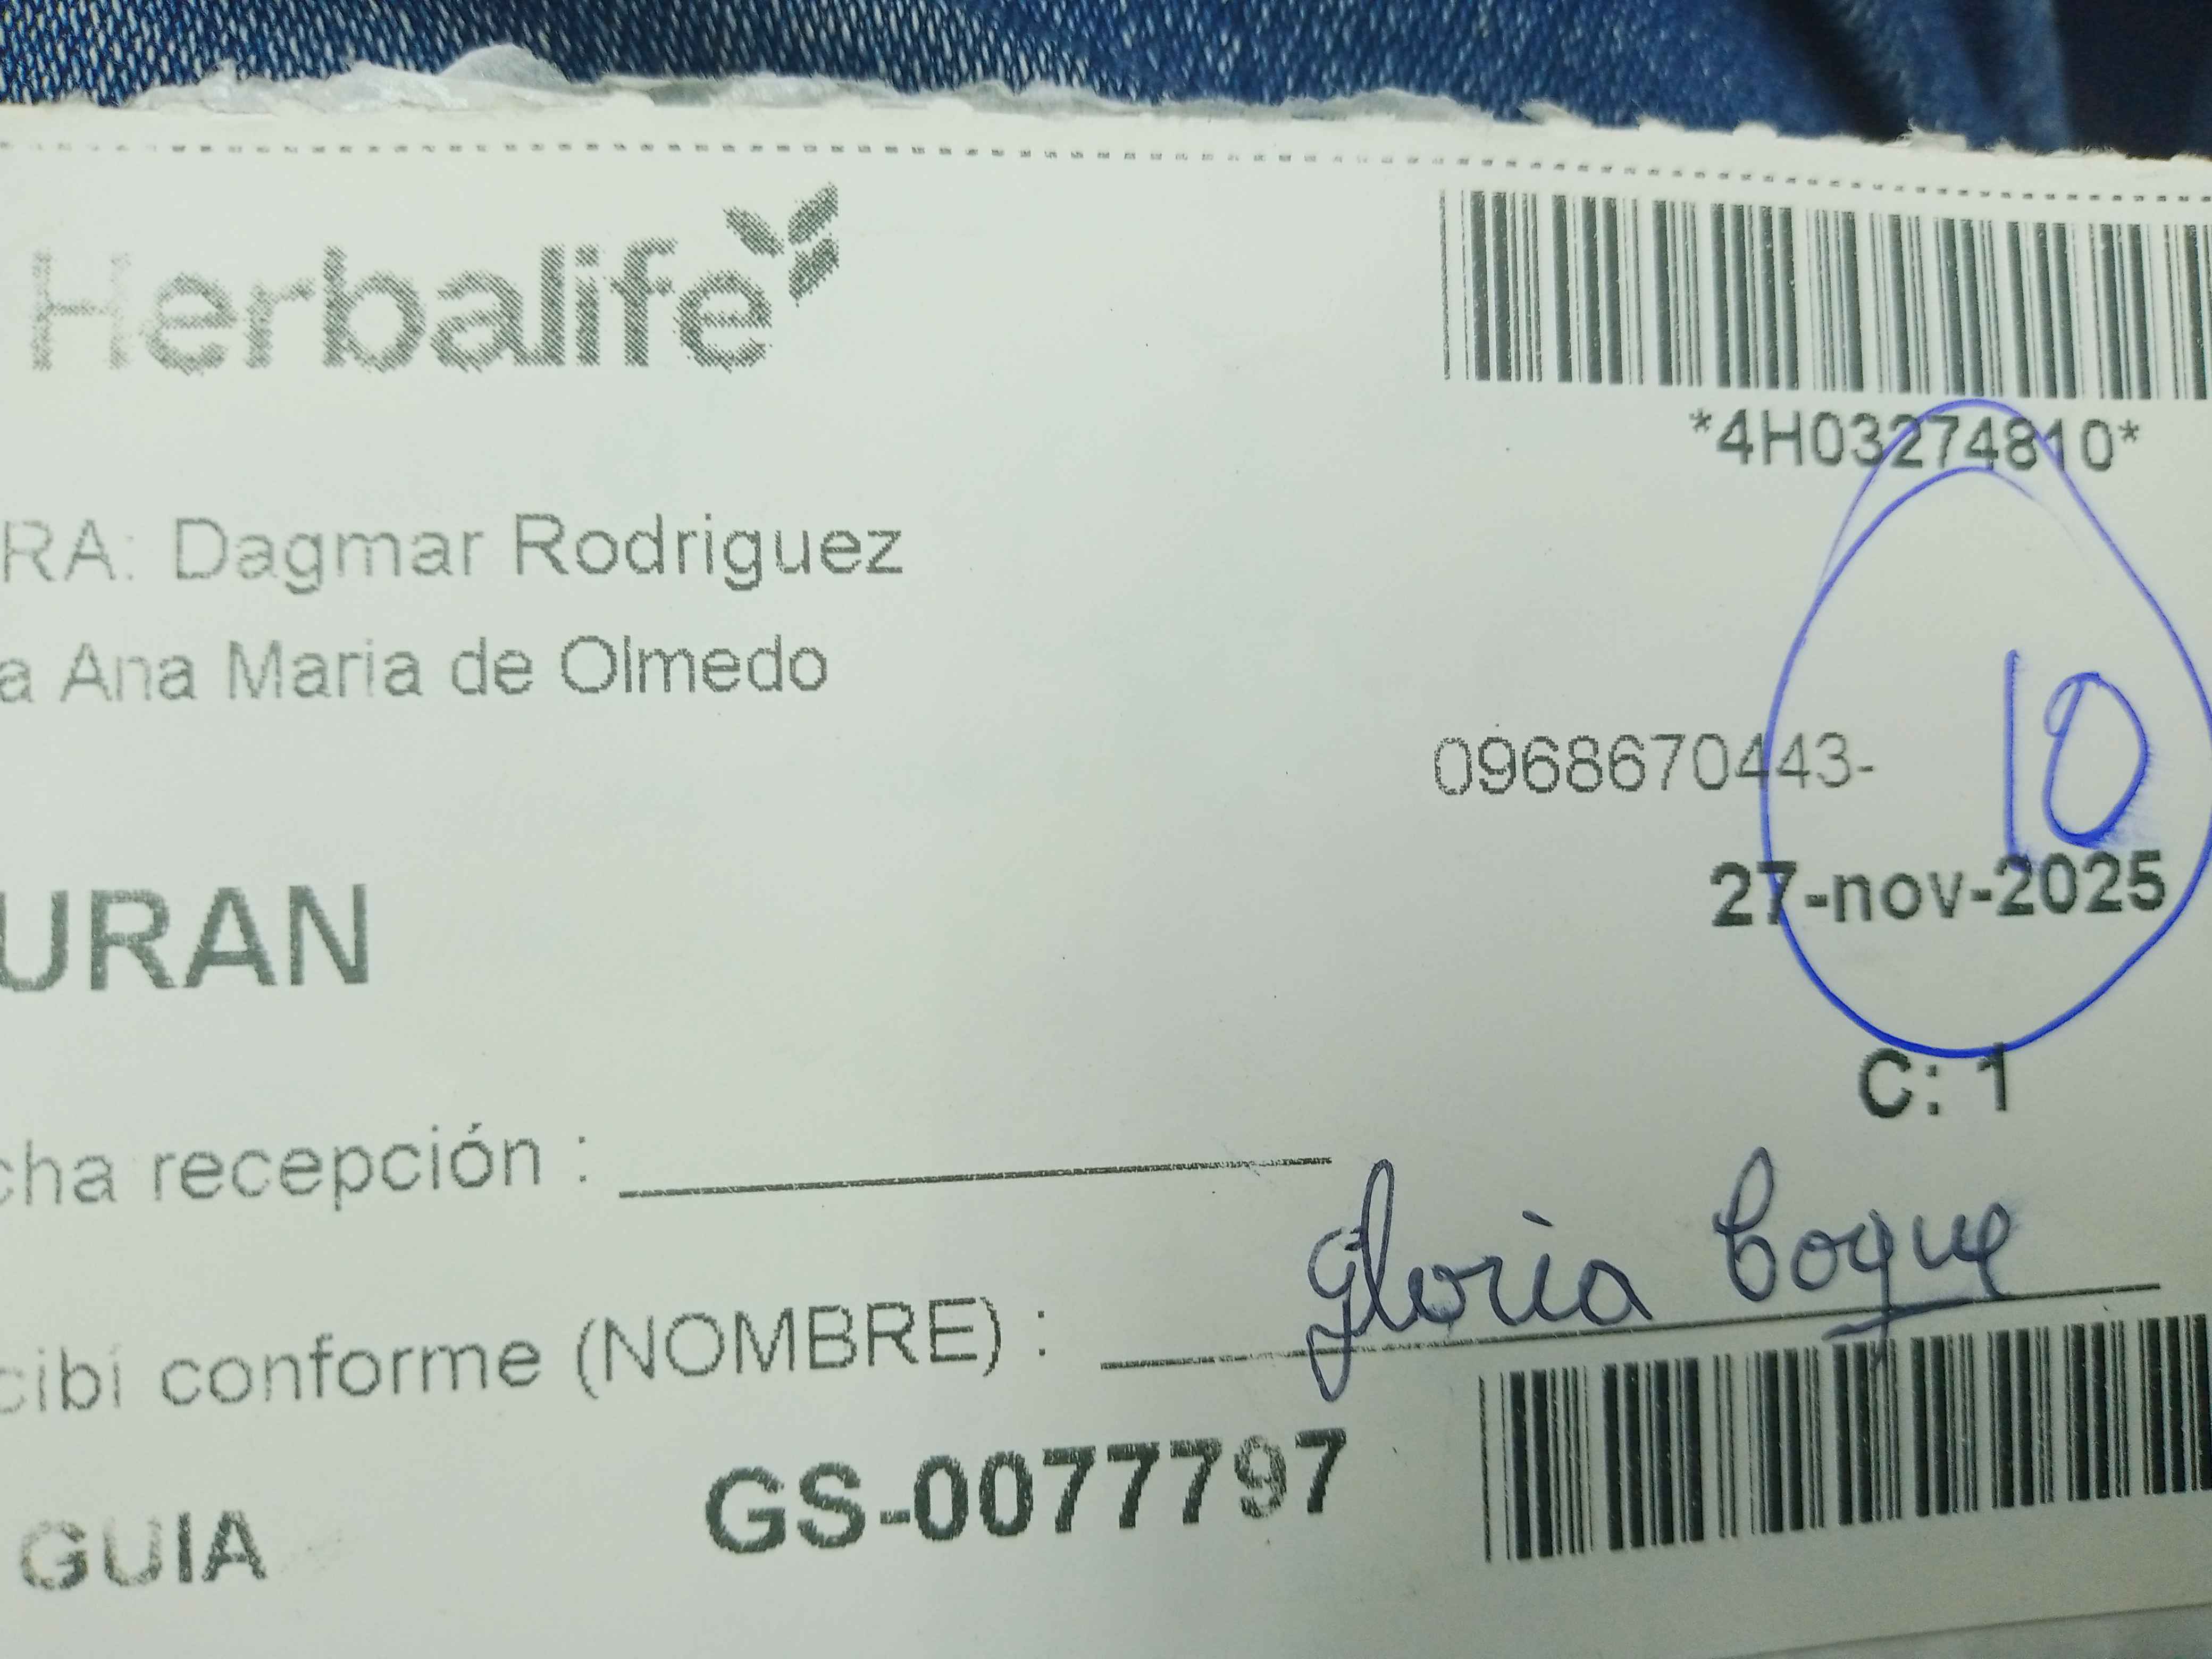 Herbalife
*4H03274810*
RA: Dagmar Rodriguez
a Ana Maria de Olmedo
0968670443-
10
27-nov-2025
URAN
C: 1
cha recepción :
cibí conforme (NOMBRE) : Gloria Coque
GUIA GS-0077797